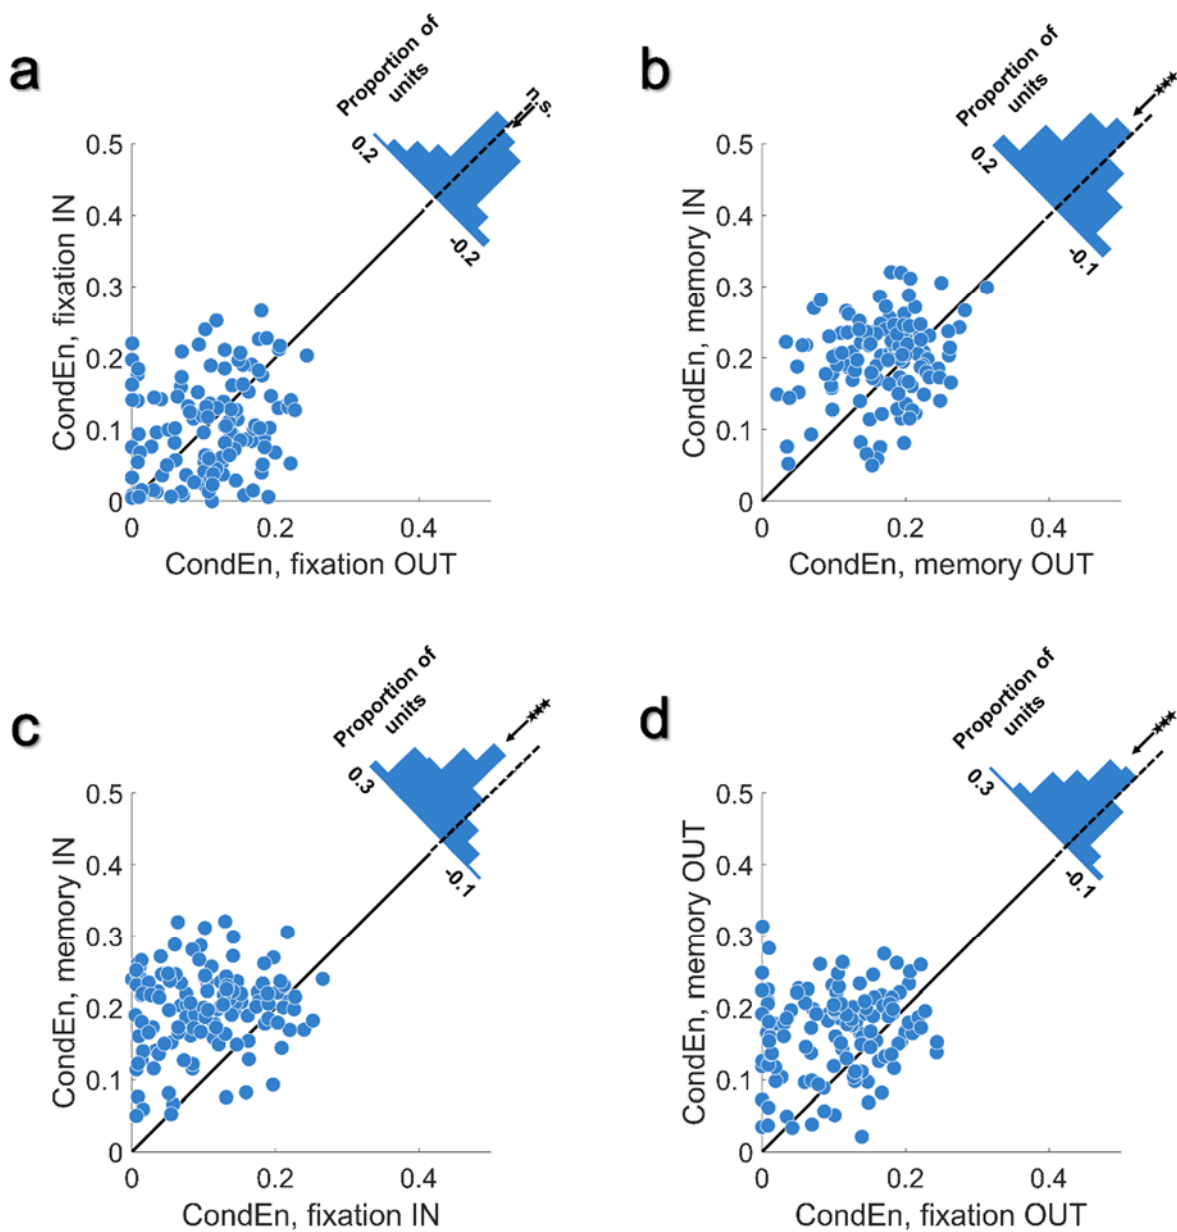 a
Proportion of
units
n.s.
0.2
-0.2
0.5
0.4
0.3
0.2
0.1
0
CondEn, fixation IN
0
0.2
0.4
CondEn, fixation OUT
b
Proportion of
units
★★★
0.2
-0.1
0.5
0.4
0.3
0.2
0.1
0
CondEn, memory IN
0
0.2
0.4
CondEn, memory OUT
c
Proportion of
units
★★★
0.3
-0.1
0.5
0.4
0.3
0.2
0.1
0
CondEn, memory IN
0
0.2
0.4
CondEn, fixation IN
d
Proportion of
units
★★★
0.3
-0.1
0.5
0.4
0.3
0.2
0.1
0
CondEn, memory OUT
0
0.2
0.4
CondEn, fixation OUT